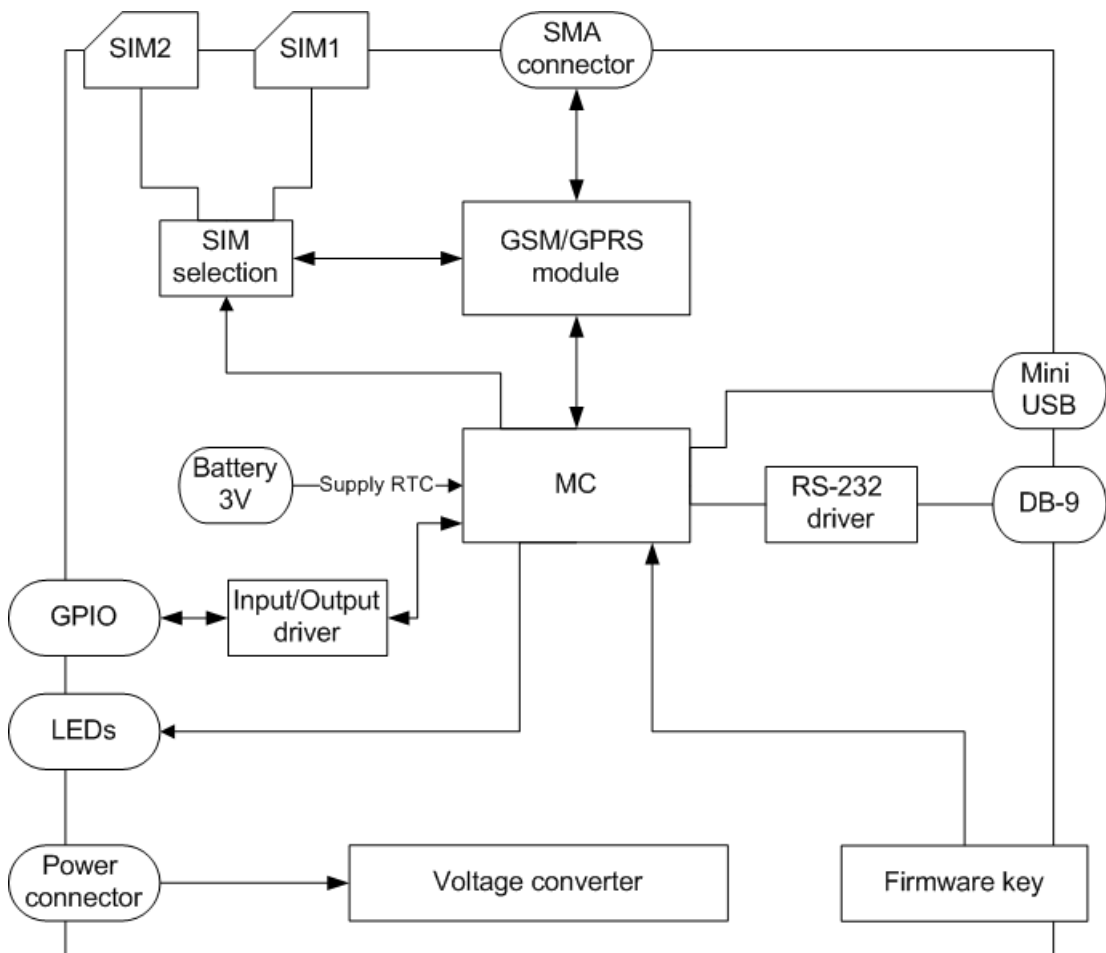 SIM2
SIM1
SMA
connector
SIM
selection
GSM/GPRS
module
Mini
USB
Battery
3V
Supply RTC
MC
RS-232
driver
DB-9
GPIO
Input/Output
driver
LEDs
Power
connector
Voltage converter
Firmware key